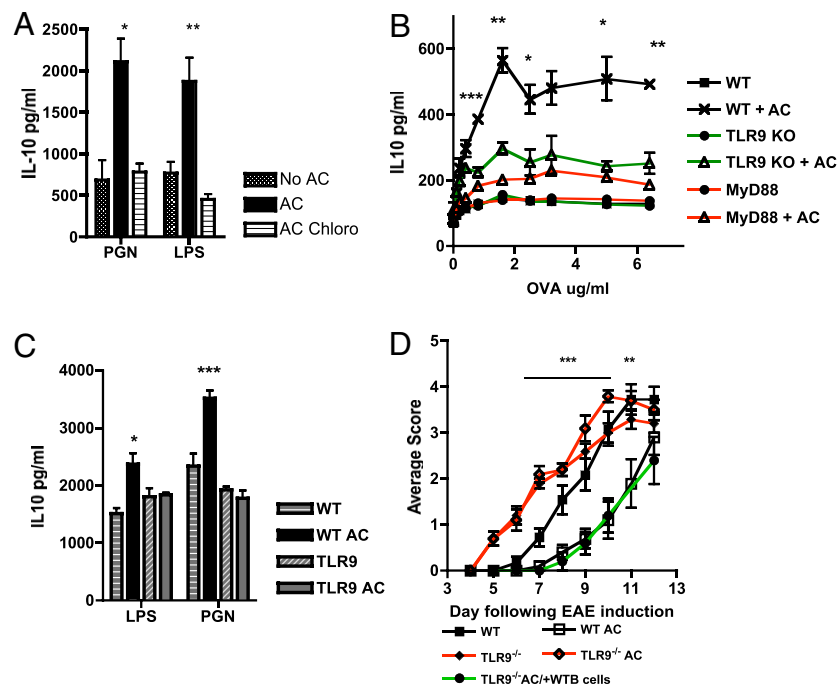 A
IL-10 pg/ml
2500
2000
1500
1000
500
0
*
**
PGN
LPS
No AC
AC
AC Chloro
B
IL10 pg/ml
600
400
200
0
***
**
*
*
**
0
2
4
6
OVA ug/ml
WT
WT + AC
TLR9 KO
TLR9 KO + AC
MyD88
MyD88 + AC
C
IL10 pg/ml
4000
3000
2000
1000
0
*
***
LPS
PGN
WT
WT AC
TLR9
TLR9 AC
D
Average Score
5
4
3
2
1
0
***
**
3
5
7
9
11
13
Day following EAE induction
WT
WT AC
TLR9-/-
TLR9-/- AC
TLR9-/-AC/+WTB cells